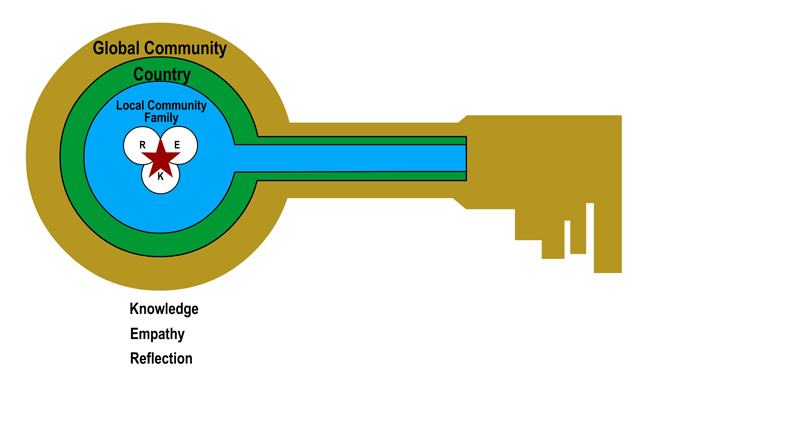 Global Community
Country
Local Community
Family
R E
K
Knowledge
Empathy
Reflection